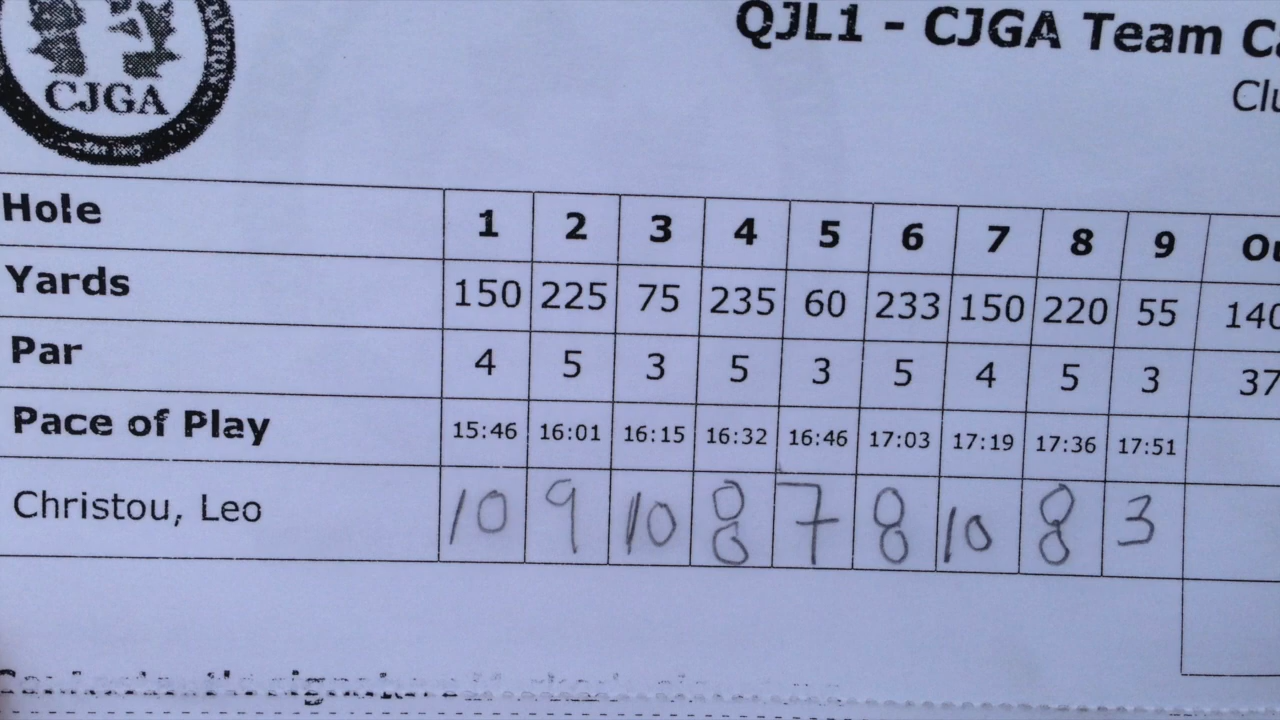 QJL1 - CJGA Team
CJGA
Hole 1 2 3 4 5 6 7 8 9
Yards 150 225 75 235 60 233 150 220 55 140
Par 4 5 3 5 3 5 4 5 3 37
Pace of Play 15:46 16:01 16:15 16:32 16:46 17:03 17:19 17:36 17:51
Christou, Leo 10 9 10 8 7 8 10 8 3